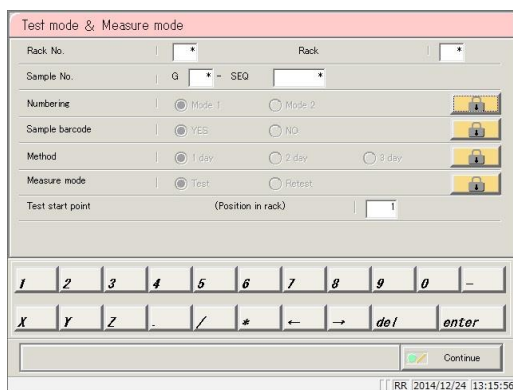 Test mode & Measure mode
Rack No. * Rack *
Sample No. G * - SEQ *
Numbering Mode 1 Mode 2
Sample barcode YES NO
Method 1 day 2 day 3 day
Measure mode Test Retest
Test start point (Position in rack) 1
1 2 3 4 5 6 7 8 9 0 -
X Y Z . / * ← → del enter
Continue
RR 2014/12/24 13:15:56